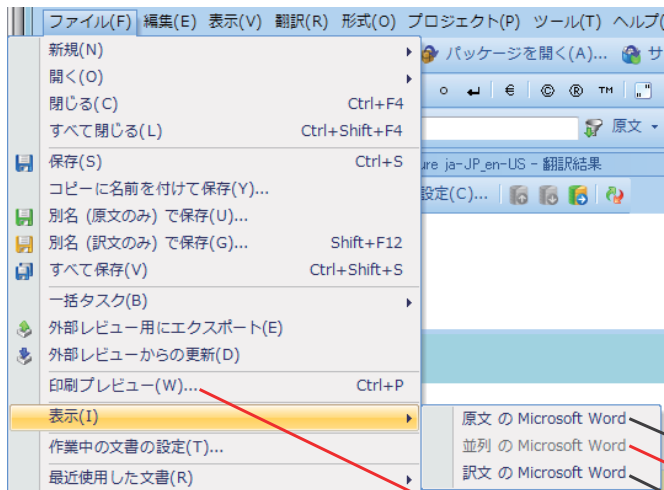 ファイル(F) 編集(E) 表示(V) 翻訳(R) 形式(O) プロジェクト(P) ツール(T) ヘルプ(
新規(N)
パッケージを開く(A)... サ
開く(O)
閉じる(C) Ctrl+F4
○ ↵ € © ® TM „"
すべて閉じる(L) Ctrl+Shift+F4
原文
保存(S) Ctrl+S
ure ja-JP_en-US - 翻訳結果
コピーに名前を付けて保存(Y)...
設定(C)...
別名 (原文のみ) で保存(U)...
別名 (訳文のみ) で保存(G)... Shift+F12
すべて保存(V) Ctrl+Shift+S
一括タスク(B)
外部レビュー用にエクスポート(E)
外部レビューからの更新(D)
印刷プレビュー(W)... Ctrl+P
表示(I)
原文 の Microsoft Word
作業中の文書の設定(T)...
並列 の Microsoft Word
最近使用した文書(R)
訳文 の Microsoft Word